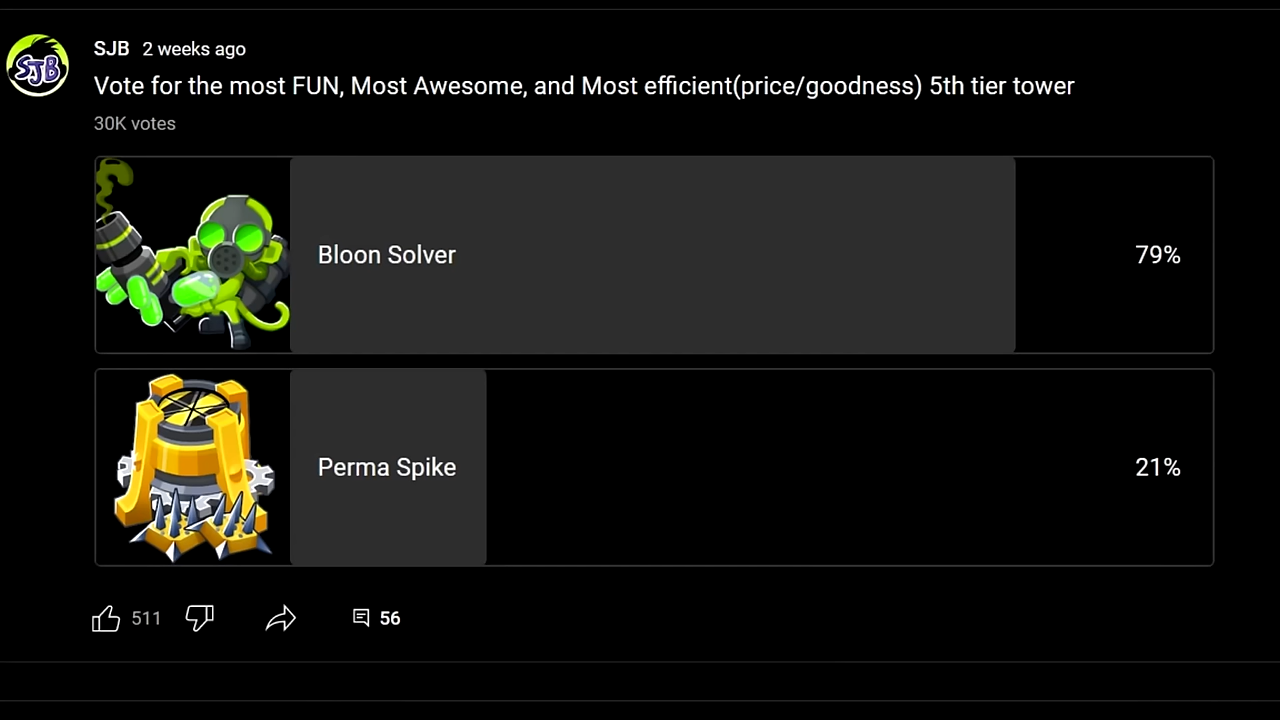 SJB
SJB 2 weeks ago
Vote for the most FUN, Most Awesome, and Most efficient(price/goodness) 5th tier tower
30K votes
Bloon Solver 79%
Perma Spike 21%
511 56